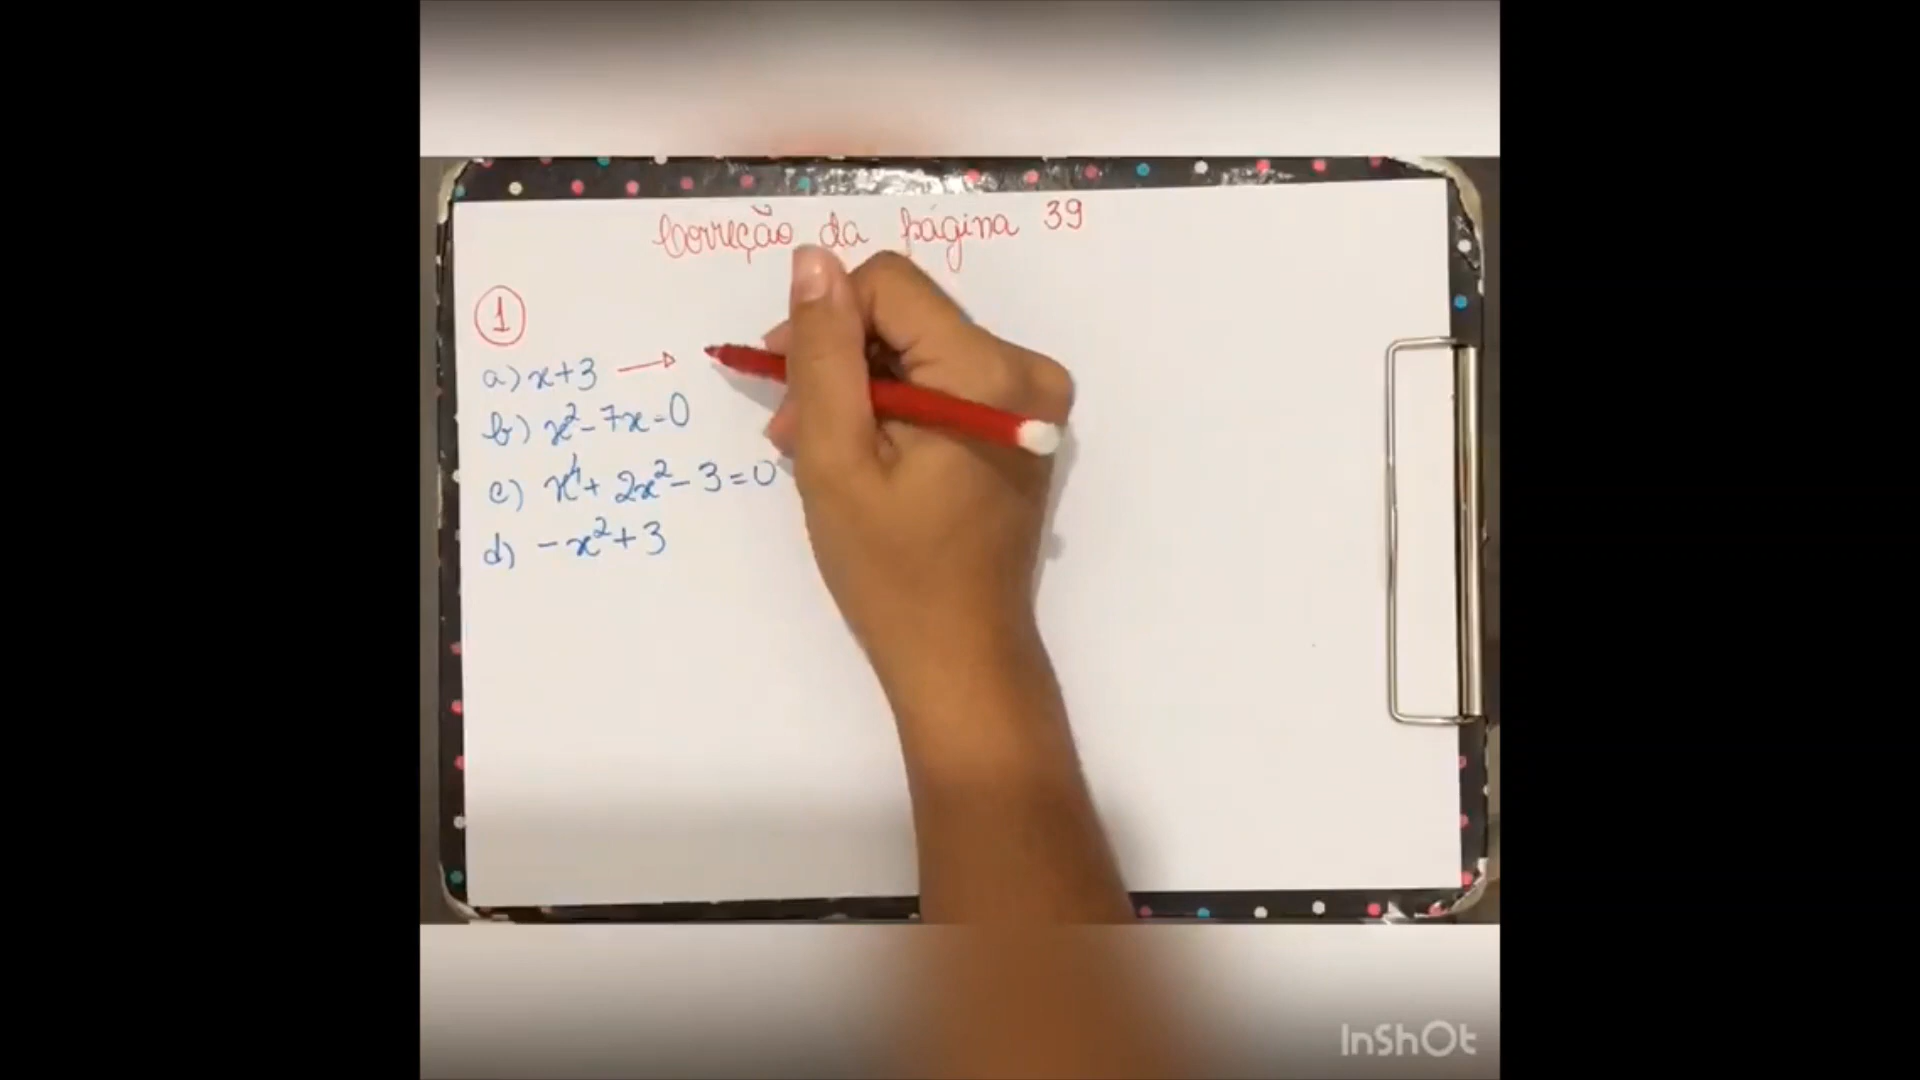 Correção da página 39
1
a) x+3 →
b) x² - 7x = 0
c) x⁴ + 2x² - 3 = 0
d) - x² + 3
InShOt